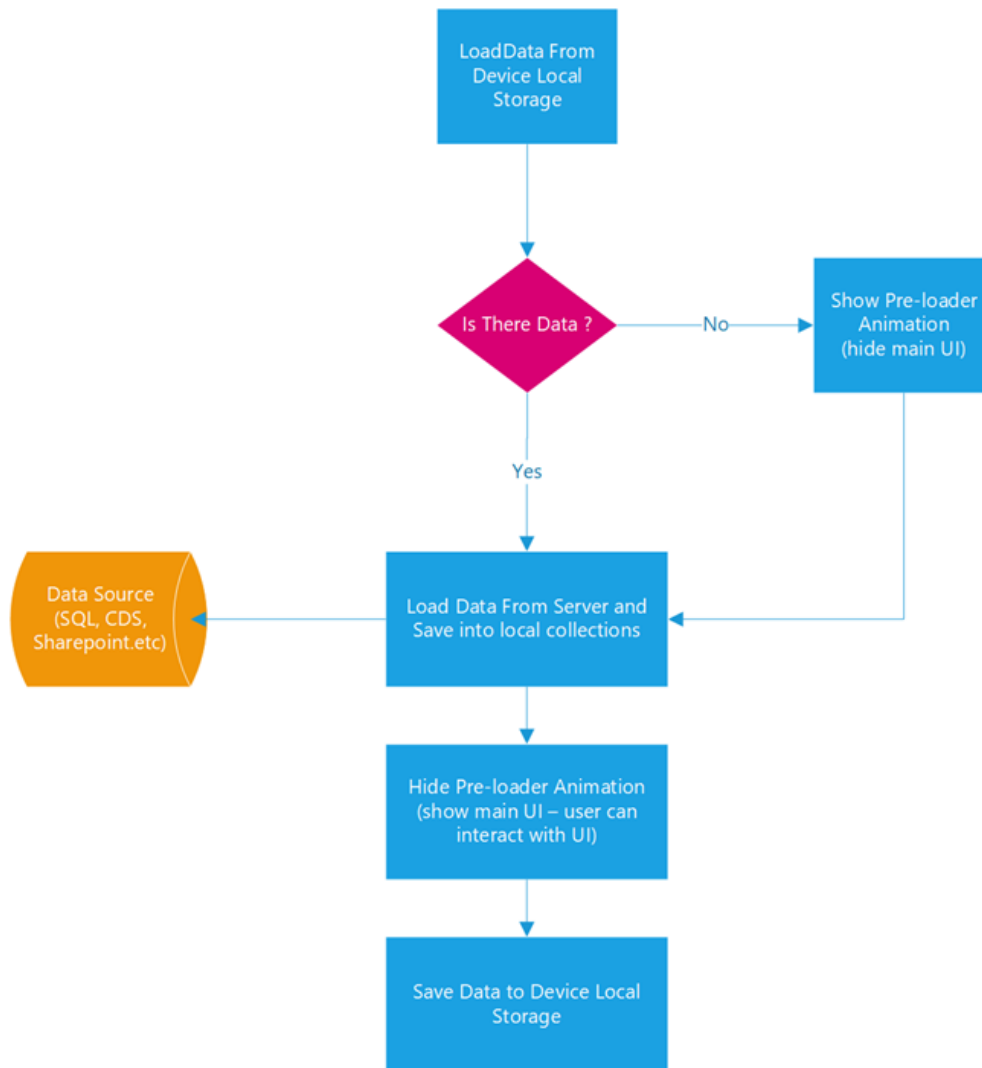 LoadData From
Device Local
Storage
Is There Data ?
No
Show Pre-loader
Animation
(hide main UI)
Yes
Data Source
(SQL, CDS,
Sharepoint.etc)
Load Data From Server and
Save into local collections
Hide Pre-loader Animation
(show main UI – user can
interact with UI)
Save Data to Device Local
Storage